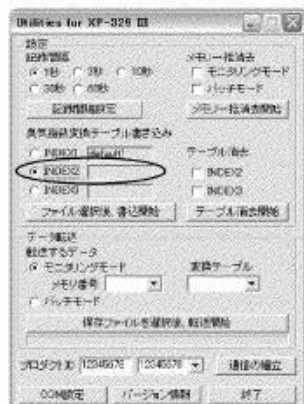 Utilities for XP-329 III
設定
記録間隔
1秒 3秒 10秒
30秒 60秒
記録間隔設定
メモリー一括消去
モニタリングモード
バッチモード
メモリー一括消去開始
臭気指数変換テーブル書き込み
INDEX1 default
INDEX2
INDEX3
ファイル選択後、書込開始
テーブル消去
INDEX2
INDEX3
テーブル消去開始
データ転送
転送するデータ
モニタリングモード
メモリ番号
バッチモード
変換テーブル
保存ファイルを選択後、転送開始
プロダクトID 12345678 12345678 通信の確立
COM設定 バージョン情報 終了